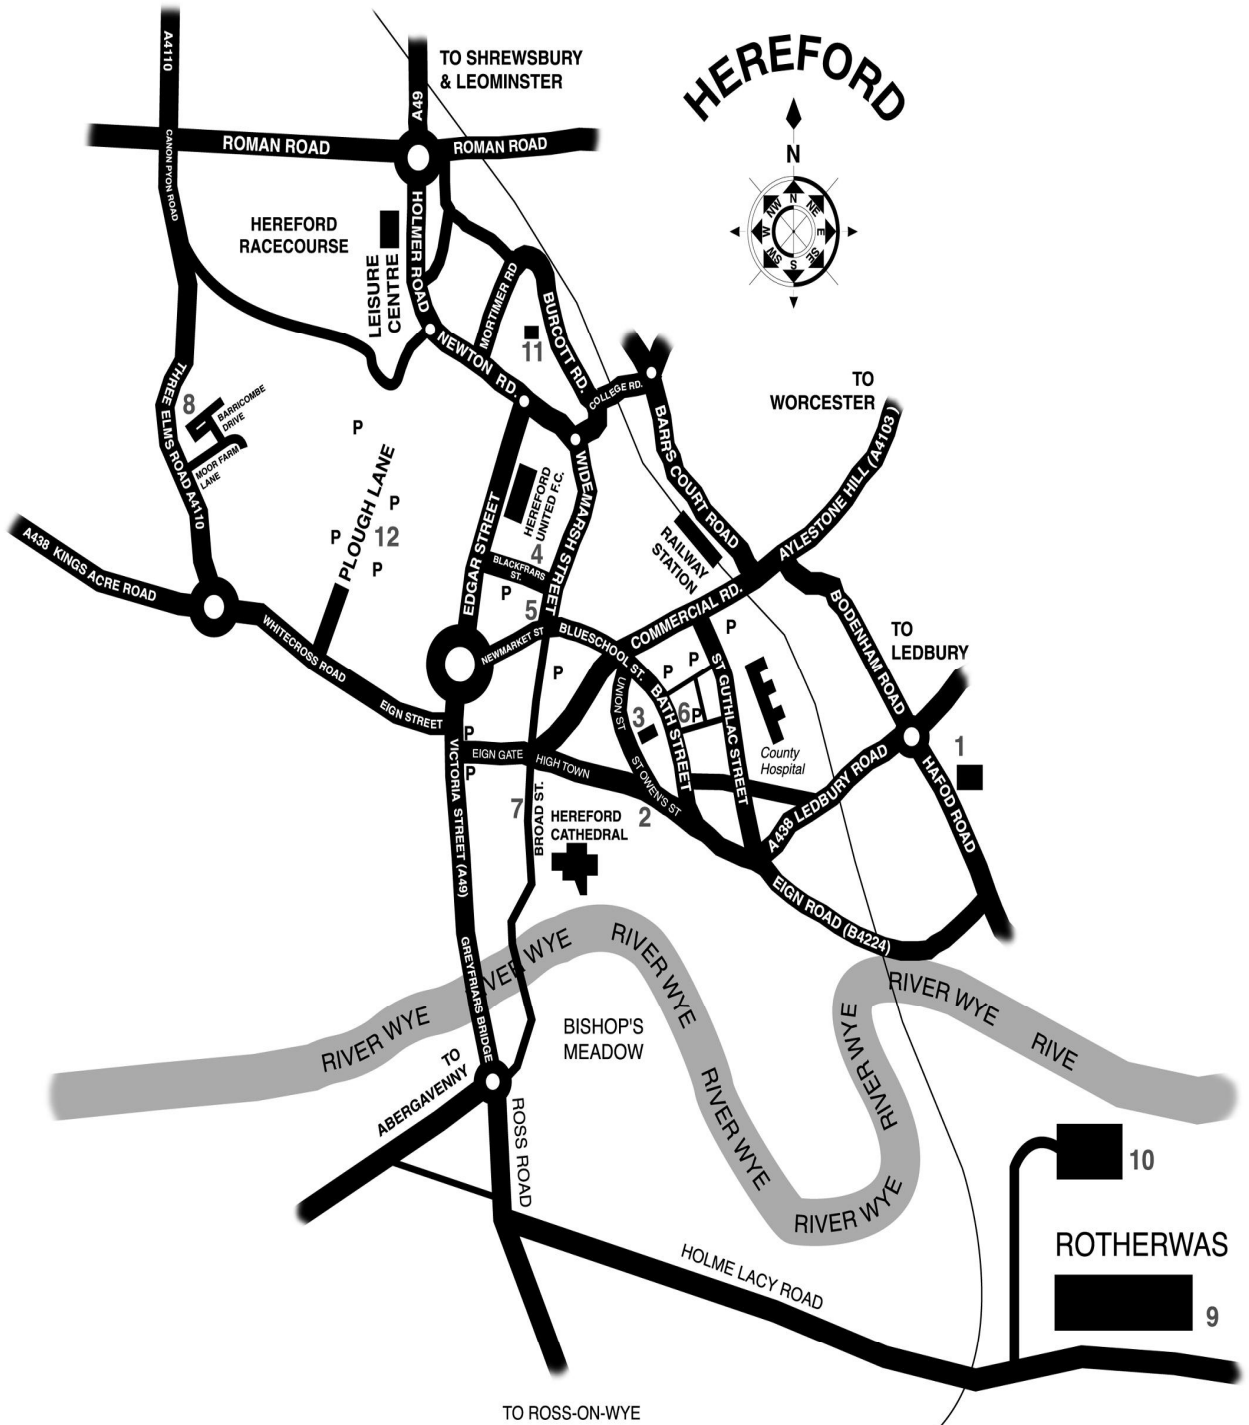 HEREFORD
N
N
NE
E
SE
S
SW
W
NW
A4110
A49
TO SHREWSBURY
& LEOMINSTER
ROMAN ROAD
ROMAN ROAD
CANON PYON ROAD
HOLMER ROAD
HEREFORD
RACECOURSE
LEISURE
CENTRE
MORTIMER RD
BURCOTT RD.
11
NEWTON RD.
COLLEGE RD.
TO
WORCESTER
THREE ELMS ROAD A4110
8
BARRICOMBE
DRIVE
MOOR FARM
LANE
P
PLOUGH LANE
P
P
12
P
EDGAR STREET
HEREFORD
UNITED F.C.
WIDEMARSH STREET
BARRS COURT ROAD
AYLESTONE HILL (A4103 )
RAILWAY
STATION
A438 KINGS ACRE ROAD
4
BLACKFRIARS
ST.
P
5
WHITECROSS ROAD
NEWMARKET ST
BLUESCHOOL ST.
COMMERCIAL RD.
P
BODENHAM ROAD
TO
LEDBURY
P
P
P
UNION ST
BATH STREET
ST GUTHLAC STREET
EIGN STREET
3
6
P
County
Hospital
1
P
EIGN GATE
HIGH TOWN
P
VICTORIA STREET (A49)
ST OWEN'S ST
A438 LEDBURY ROAD
HAFOD ROAD
7
BROAD ST.
HEREFORD
CATHEDRAL
2
EIGN ROAD (B4224)
GREYFRIARS BRIDGE
RIVER WYE
VER WYE
RIVER WYE
RIVER WYE
RIVER WYE
RIVER WYE
RIVER WYE
RIVE
BISHOP'S
MEADOW
TO
ABERGAVENNY
ROSS ROAD
RIVER WYE
10
ROTHERWAS
HOLME LACY ROAD
9
TO ROSS-ON-WYE